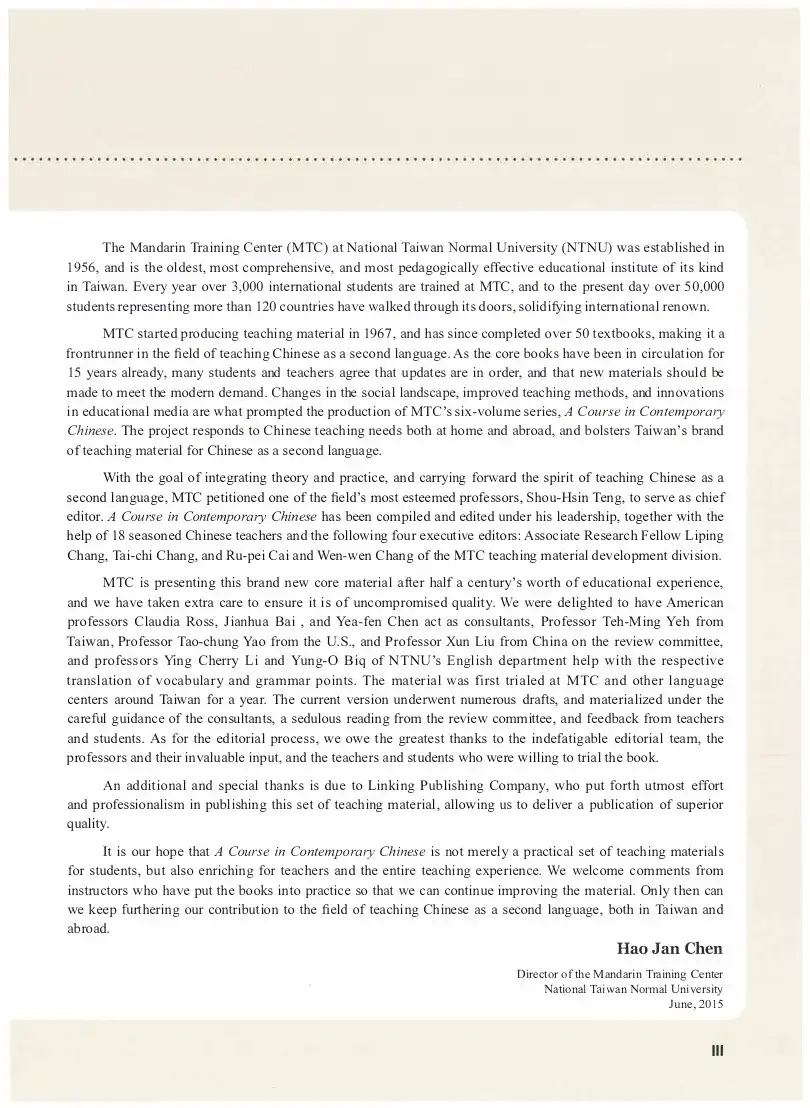 The Mandarin Training Center (MTC) at National Taiwan Normal University (NTNU) was established in
1956, and is the oldest, most comprehensive, and most pedagogically effective educational institute of its kind
in Taiwan. Every year over 3,000 international students are trained at MTC, and to the present day over 50,000
students representing more than 120 countries have walked through its doors, solidifying international renown.
MTC started producing teaching material in 1967, and has since completed over 50 textbooks, making it a
frontrunner in the field of teaching Chinese as a second language. As the core books have been in circulation for
15 years already, many students and teachers agree that updates are in order, and that new materials should be
made to meet the modern demand. Changes in the social landscape, improved teaching methods, and innovations
in educational media are what prompted the production of MTC's six-volume series, A Course in Contemporary
Chinese. The project responds to Chinese teaching needs both at home and abroad, and bolsters Taiwan's brand
of teaching material for Chinese as a second language.
With the goal of integrating theory and practice, and carrying forward the spirit of teaching Chinese as a
second language, MTC petitioned one of the field's most esteemed professors, Shou-Hsin Teng, to serve as chief
editor. A Course in Contemporary Chinese has been compiled and edited under his leadership, together with the
help of 18 seasoned Chinese teachers and the following four executive editors: Associate Research Fellow Liping
Chang, Tai-chi Chang, and Ru-pei Cai and Wen-wen Chang of the MTC teaching material development division.
MTC is presenting this brand new core material after half a century's worth of educational experience,
and we have taken extra care to ensure it is of uncompromised quality. We were delighted to have American
professors Claudia Ross, Jianhua Bai , and Yea-fen Chen act as consultants, Professor Teh-Ming Yeh from
Taiwan, Professor Tao-chung Yao from the U.S., and Professor Xun Liu from China on the review committee,
and professors Ying Cherry Li and Yung-O Biq of NTNU's English department help with the respective
translation of vocabulary and grammar points. The material was first trialed at MTC and other language
centers around Taiwan for a year. The current version underwent numerous drafts, and materialized under the
careful guidance of the consultants, a sedulous reading from the review committee, and feedback from teachers
and students. As for the editorial process, we owe the greatest thanks to the indefatigable editorial team, the
professors and their invaluable input, and the teachers and students who were willing to trial the book.
An additional and special thanks is due to Linking Publishing Company, who put forth utmost effort
and professionalism in publishing this set of teaching material, allowing us to deliver a publication of superior
quality.
It is our hope that A Course in Contemporary Chinese is not merely a practical set of teaching materials
for students, but also enriching for teachers and the entire teaching experience. We welcome comments from
instructors who have put the books into practice so that we can continue improving the material. Only then can
we keep furthering our contribution to the field of teaching Chinese as a second language, both in Taiwan and
abroad.
Hao Jan Chen
Director of the Mandarin Training Center
National Taiwan Normal University
June, 2015
III